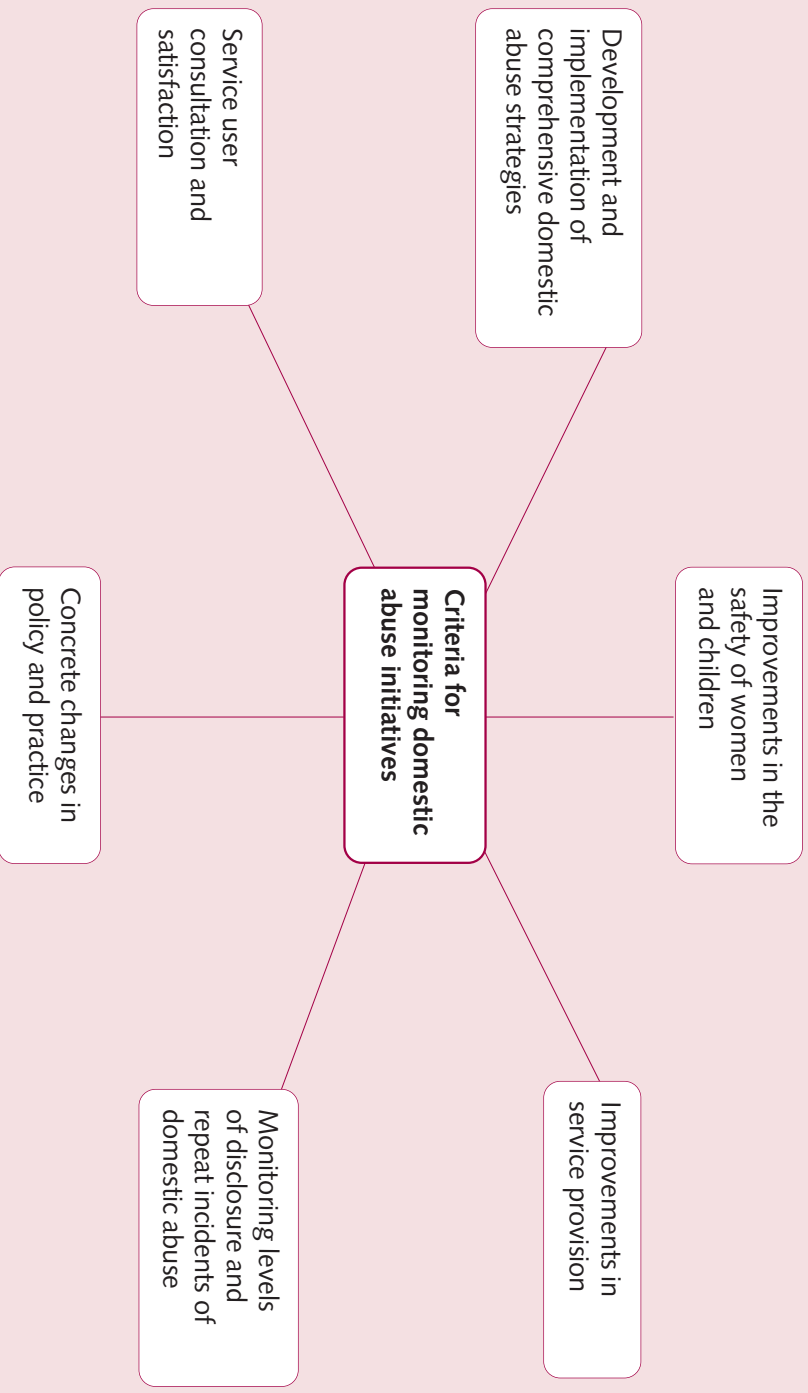 Improvements in the
safety of women
and children
Development and
implementation of
comprehensive domestic
abuse strategies
Improvements in
service provision
Criteria for
monitoring domestic
abuse initiatives
Service user
consultation and
satisfaction
Monitoring levels
of disclosure and
repeat incidents of
domestic abuse
Concrete changes in
policy and practice